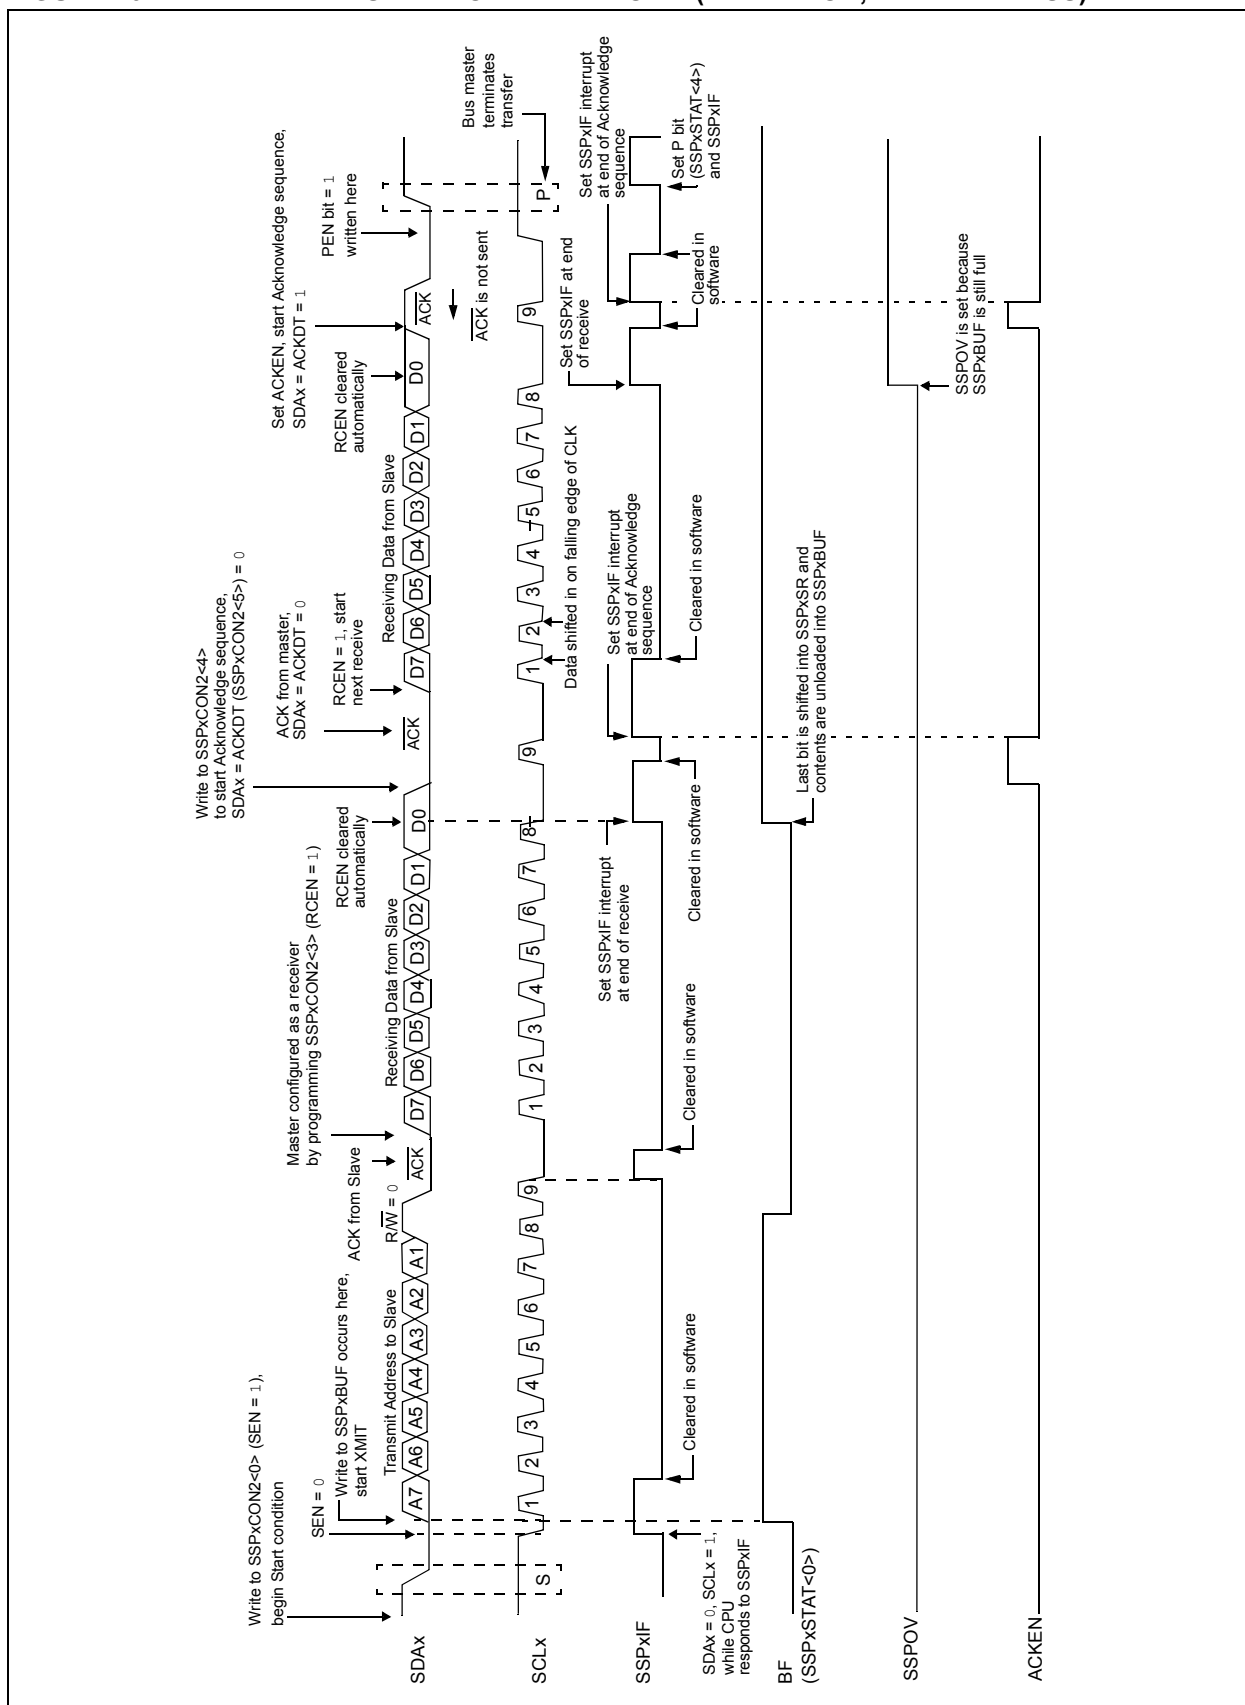 Write to SSPxCON2<0> (SEN = 1),
begin Start condition
SEN = 0
Write to SSPxBUF occurs here,
start XMIT
Transmit Address to Slave
R/W = 0
ACK from Slave
Master configured as a receiver
by programming SSPxCON2<3> (RCEN = 1)
Receiving Data from Slave
RCEN cleared
automatically
Write to SSPxCON2<4>
to start Acknowledge sequence,
SDAx = ACKDT (SSPxCON2<5>) = 0
ACK from master,
SDAx = ACKDT = 0
RCEN = 1, start
next receive
Receiving Data from Slave
RCEN cleared
automatically
Set ACKEN, start Acknowledge sequence,
SDAx = ACKDT = 1
PEN bit = 1
written here
SDAx
A7 A6 A5 A4 A3 A2 A1
ACK
D7 D6 D5 D4 D3 D2 D1 D0
ACK
D7 D6 D5 D4 D3 D2 D1 D0
ACK
ACK is not sent
Bus master
terminates
transfer
SCLx
S
1 2 3 4 5 6 7 8 9
1 2 3 4 5 6 7 8 9
1 2 3 4 5 6 7 8 9
P
Data shifted in on falling edge of CLK
Set SSPxIF interrupt
at end of receive
Set SSPxIF interrupt
at end of Acknowledge
sequence
Set SSPxIF at end
of receive
Set SSPxIF interrupt
at end of Acknowledge
sequence
SSPxIF
SDAx = 0, SCLx = 1,
while CPU
responds to SSPxIF
Cleared in software
Cleared in software
Cleared in software
Cleared in software
Cleared in
software
Set P bit
(SSPxSTAT<4>)
and SSPxIF
BF
(SSPxSTAT<0>)
Last bit is shifted into SSPxSR and
contents are unloaded into SSPxBUF
SSPOV
SSPOV is set because
SSPxBUF is still full
ACKEN